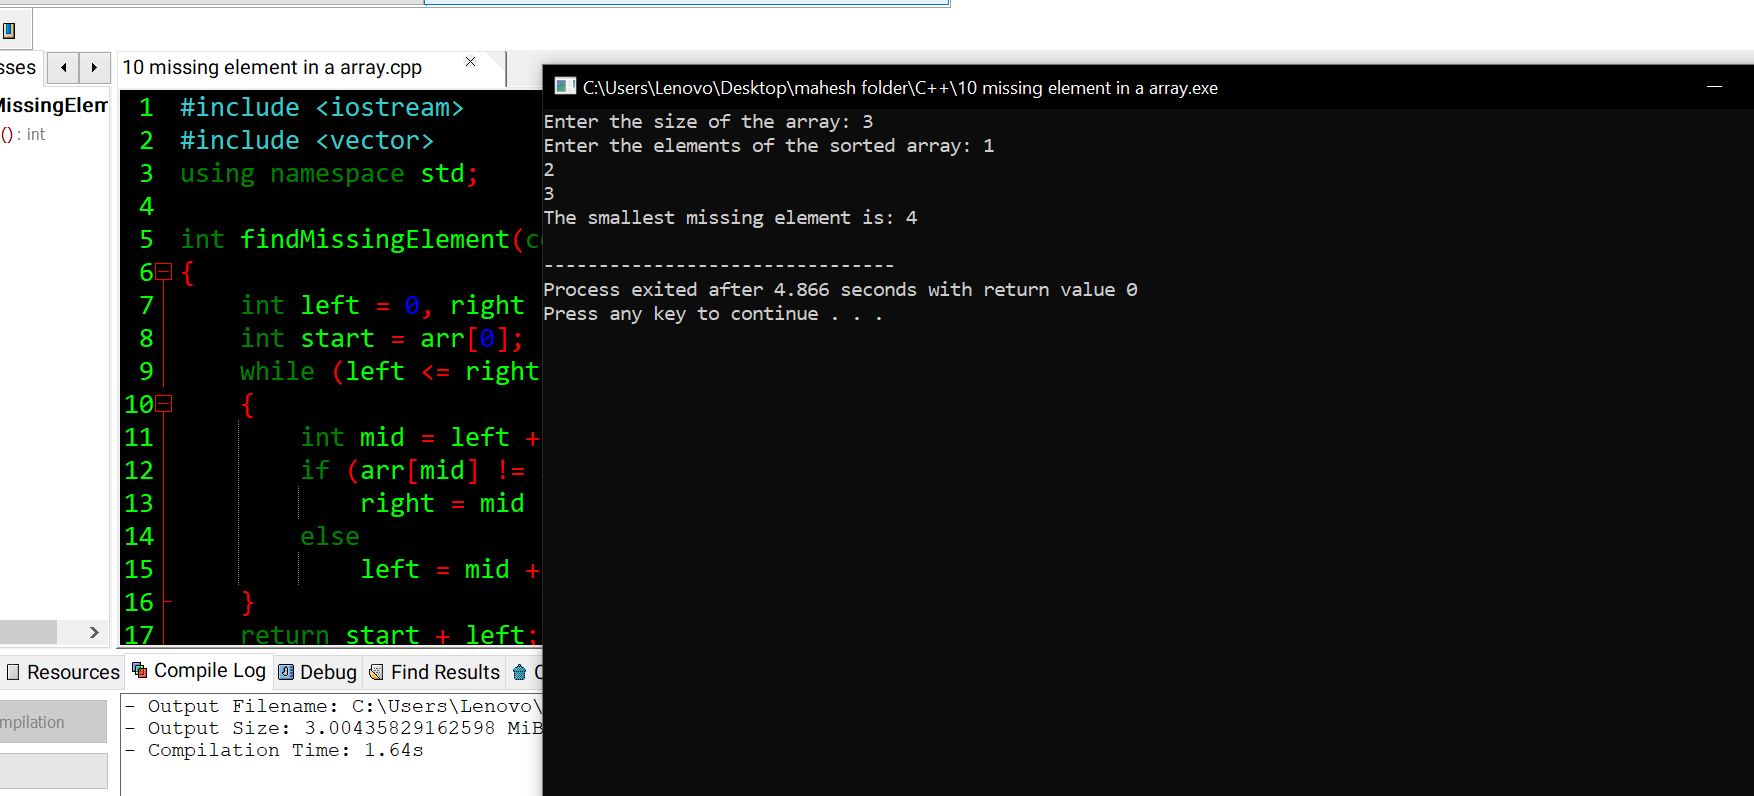 sses
10 missing element in a array.cpp
MissingElem
() : int
1 #include <iostream>
2 #include <vector>
3 using namespace std;
4
5 int findMissingElement(
6 {
7 int left = 0, right
8 int start = arr[0];
9 while (left <= right
10 {
11 int mid = left +
12 if (arr[mid] !=
13 right = mid
14 else
15 left = mid +
16 }
17 return start + left;
C:\Users\Lenovo\Desktop\mahesh folder\C++\10 missing element in a array.exe
Enter the size of the array: 3
Enter the elements of the sorted array: 1
2
3
The smallest missing element is: 4
--------------------------------
Process exited after 4.866 seconds with return value 0
Press any key to continue . . .
Resources Compile Log Debug Find Results
mpilation
- Output Filename: C:\Users\Lenovo\
- Output Size: 3.00435829162598 MiB
- Compilation Time: 1.64s